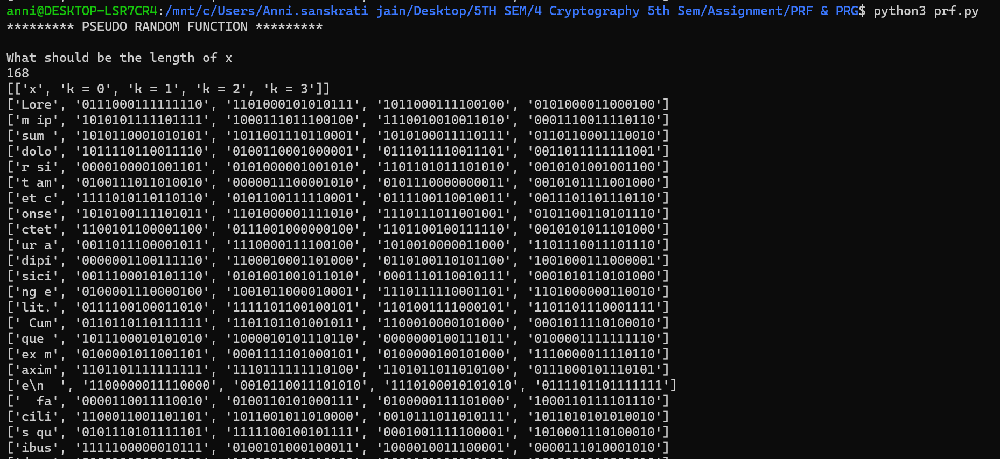 anni@DESKTOP-LSR7CR4:/mnt/c/Users/Anni.sanskrati jain/Desktop/5TH SEM/4 Cryptography 5th Sem/Assignment/PRF & PRG$ python3 prf.py
********* PSEUDO RANDOM FUNCTION *********
What should be the length of x
168
[['x', 'k = 0', 'k = 1', 'k = 2', 'k = 3']]
['Lore', '0111000111111110', '1101000101010111', '1011000111100100', '0101000011000100']
['m ip', '1010101111101111', '1000111011100100', '1110010010011010', '0001110011110110']
['sum ', '1010110001010101', '1011001110110001', '1010100011110111', '0110110001110010']
['dolo', '1011110110011110', '0100110001000001', '0111011110011101', '0011011111111001']
['r si', '0000100001001101', '0101000001001010', '1101101011101010', '0010101001001100']
['t am', '0100111011010010', '0000011100001010', '0101110000000011', '0010101111001000']
['et c', '1111010110110110', '0101100111110001', '0111100110010011', '0011101101110110']
['onse', '1010100111101011', '1101000001111010', '1110111011001001', '0101100110101110']
['ctet', '1100101100001100', '0111001000000100', '1101100100111110', '0010101011101000']
['ur a', '0011011100001011', '1110000111100100', '1010010000011000', '1101110011101110']
['dipi', '0000001100111110', '1100010001101000', '0110100110101100', '1001000111000001']
['sici', '0011100010101110', '0101001001011010', '0001110110010111', '0001010110101000']
['ng e', '0100001110000100', '1001011000010001', '1110111110001101', '1101000000110010']
['lit.', '0111100100011010', '1111101100100101', '1101001111000101', '1101101110001111']
[' Cum', '0110110110111111', '1101101101001011', '1100010000101000', '0001011110100010']
['que ', '1011100010101010', '1000010101110110', '0000000100111011', '0100001111111110']
['ex m', '0100001011001101', '0001111101000101', '0100000100101000', '1110000011110110']
['axim', '1101101111111111', '1110111111110100', '1101011011010100', '0111000101110101']
['e\n  ', '1100000011110000', '0010110011101010', '1110100010101010', '0111101101111111']
['  fa', '0000110011110010', '0100110101000111', '0100000111101000', '1000110111101110']
['cili', '1100011001101101', '1011001011010000', '0010111011010111', '1011010101010010']
['s qu', '0101110101111101', '1111100100101111', '0001001111100001', '1010001110100010']
['ibus', '1111100000010111', '0100101000100011', '1000010011100001', '0000111010001010']